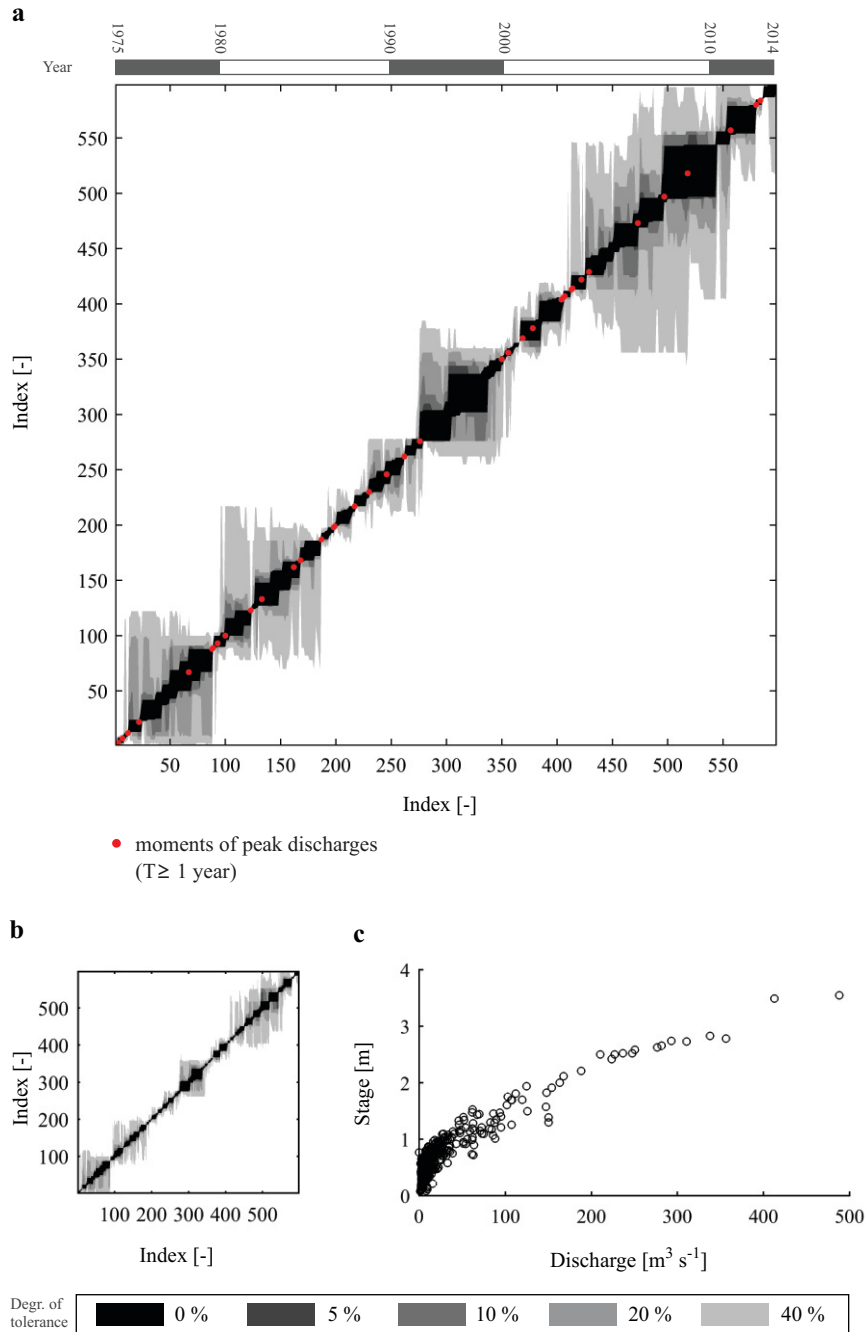 a
1975 1980 1990 2000 2010 2014
Year
550
500
450
400
350
300
250
200
150
100
50
Index [-]
50 100 150 200 250 300 350 400 450 500 550
Index [-]
moments of peak discharges
(T≥ 1 year)
b
500
400
300
200
100
Index [-]
100 200 300 400 500
Index [-]
c
4
3
2
1
0
Stage [m]
0 100 200 300 400 500
Discharge [m³ s⁻¹]
Degr. of
tolerance
0 % 5 % 10 % 20 % 40 %